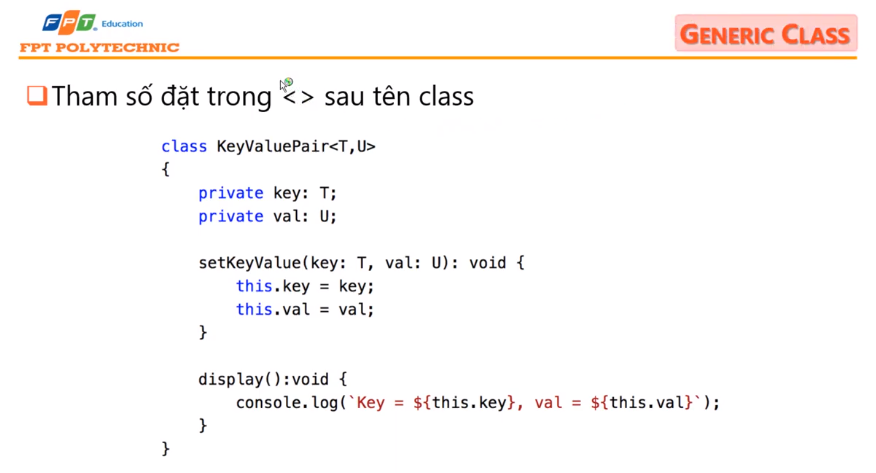 FPT Education
FPT POLYTECHNIC
GENERIC CLASS
Tham số đặt trong <> sau tên class
class KeyValuePair<T,U>
{
    private key: T;
    private val: U;

    setKeyValue(key: T, val: U): void {
        this.key = key;
        this.val = val;
    }

    display():void {
        console.log(`Key = ${this.key}, val = ${this.val}`);
    }
}